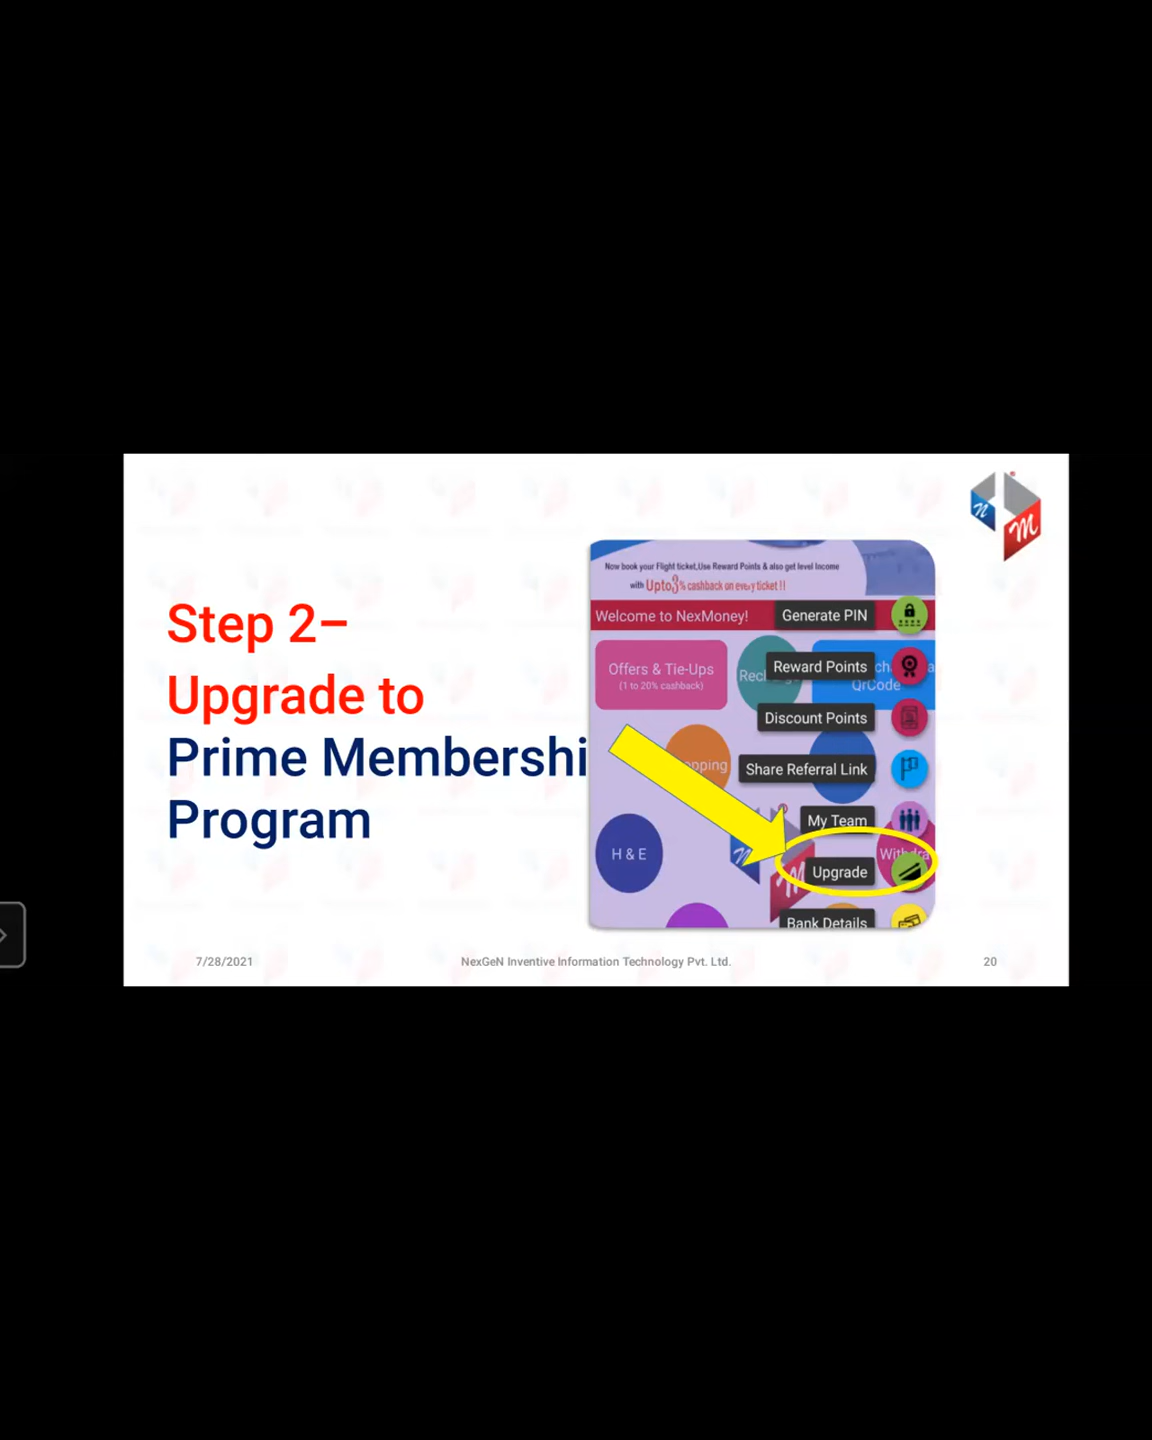 Step 2–
Upgrade to
Prime Membershi
Program
Now book your Flight ticket,Use Reward Points & also get level Income
with Upto 3% cashback on every ticket !!
Welcome to NexMoney!
Generate PIN
Offers & Tie-Ups
(1 to 20% cashback)
Reward Points
QrCode
Discount Points
Share Referral Link
My Team
H & E
Upgrade
Bank Details
n
m
7/28/2021
NexGeN Inventive Information Technology Pvt. Ltd.
20